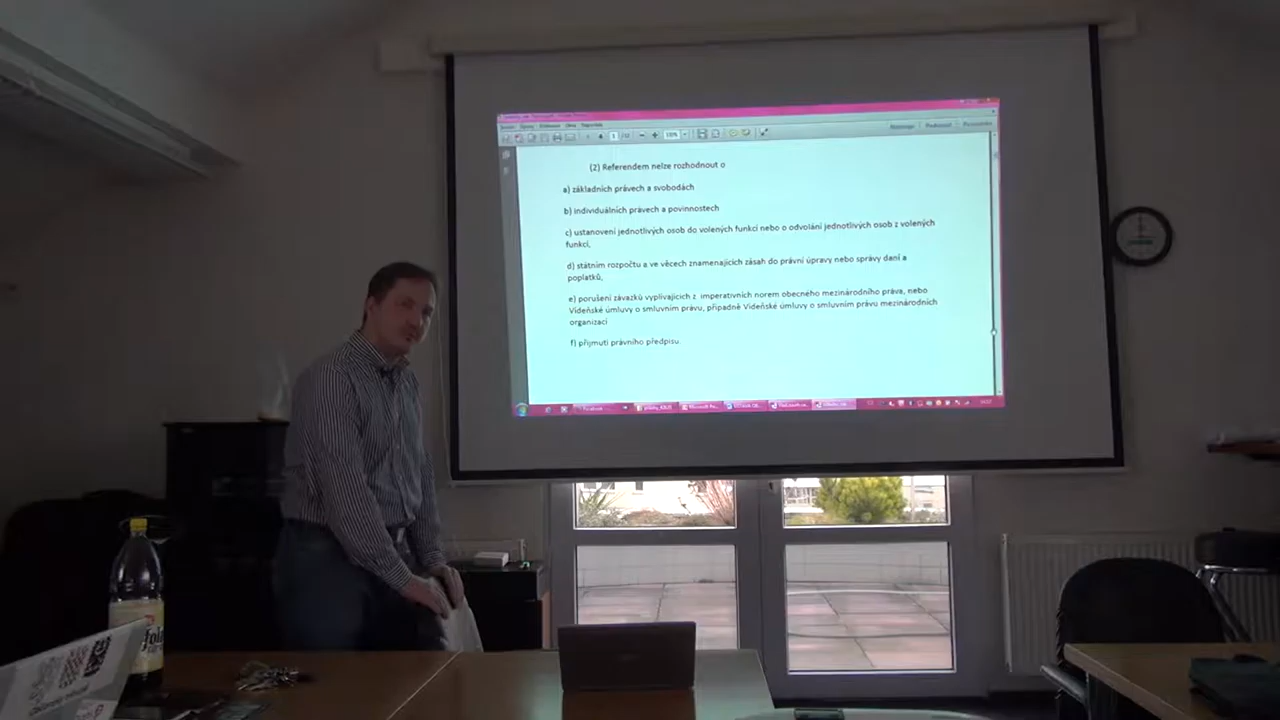 (2) Referendem nelze rozhodnout o
a) základních právech a svobodách
b) individuálních právech a povinnostech
c) ustanovení jednotlivých osob do volených funkcí nebo o odvolání jednotlivých osob z volených
funkcí,
d) státním rozpočtu a ve věcech znamenajících zásah do právní úpravy nebo správy daní a
poplatků,
e) porušení závazků vyplívajících z imperativních norem obecného mezinárodního práva, nebo
Vídeňské úmluvy o smluvním právu, případně Vídeňské úmluvy o smluvním právu mezinárodních
organizací
f) přijmutí právního předpisu.